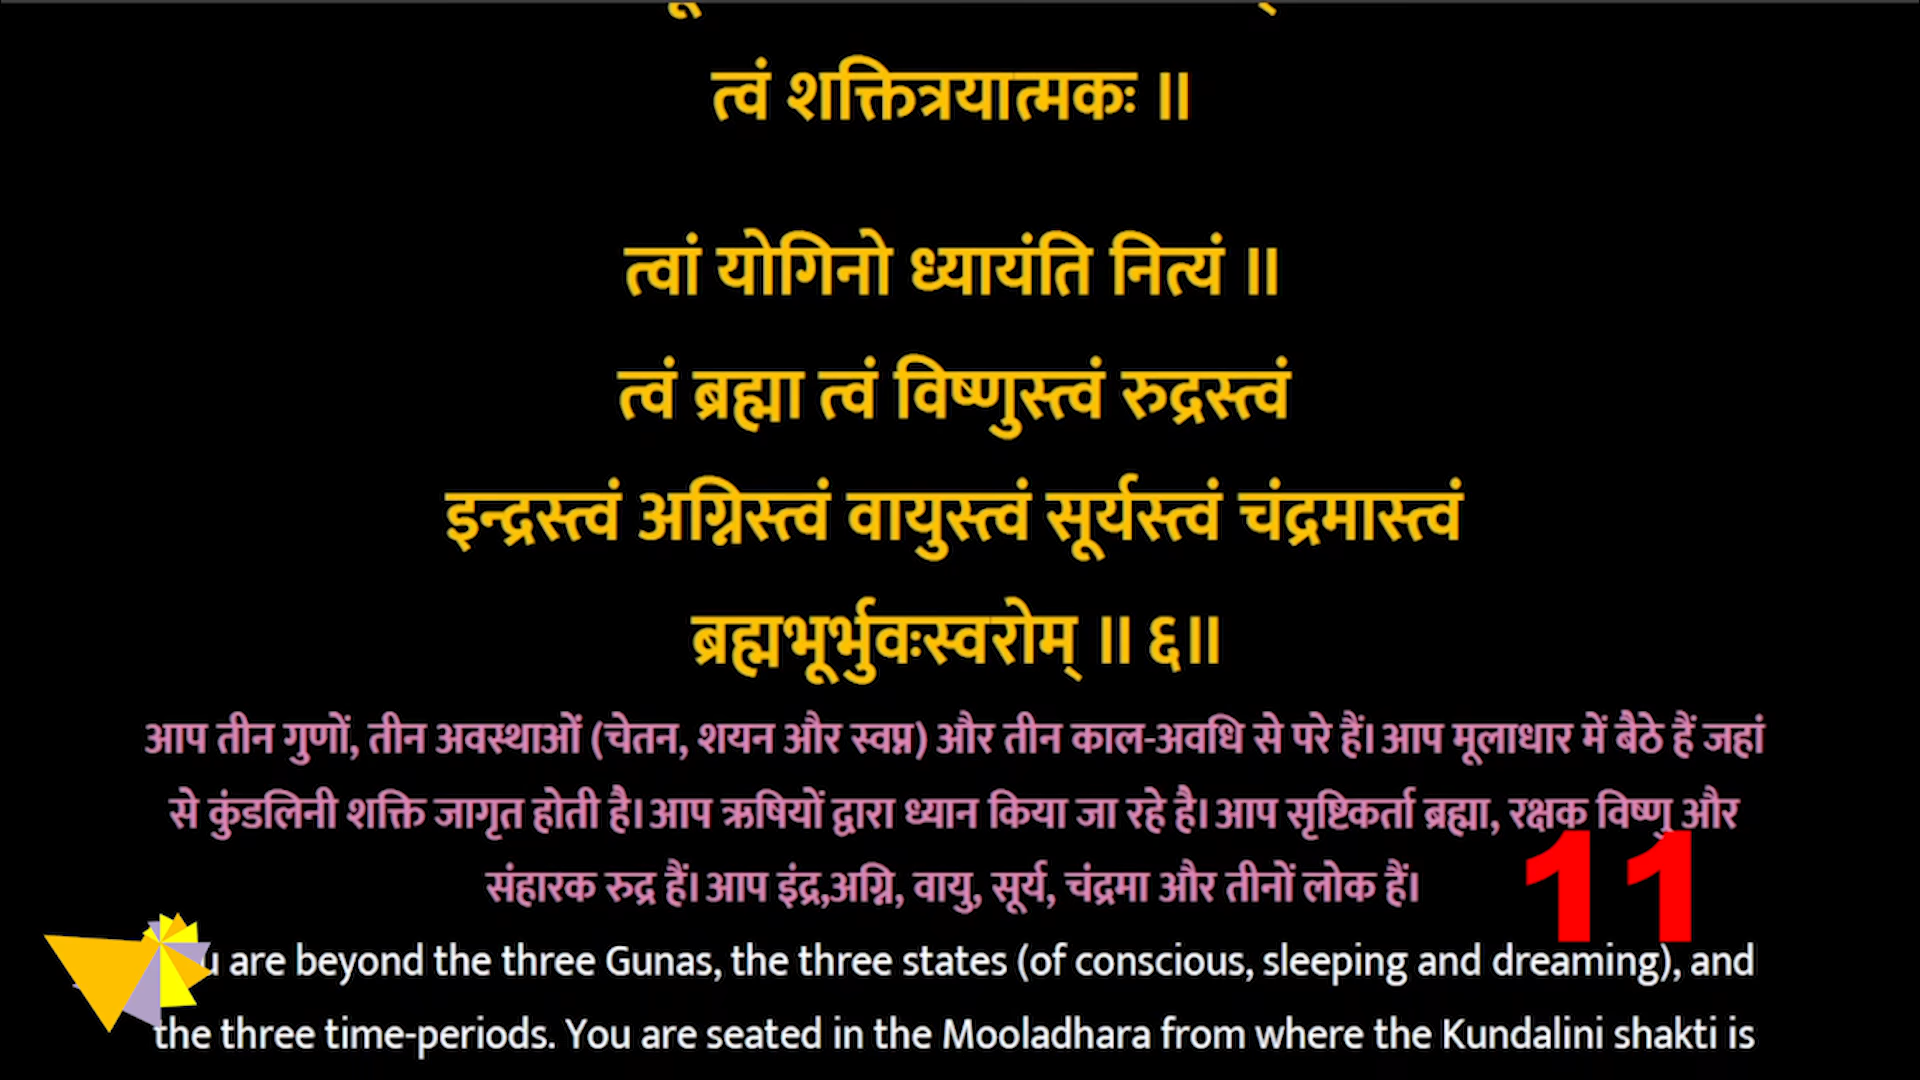 त्वं शक्तित्रयात्मकः ॥
त्वां योगिनो ध्यायंति नित्यं ॥
त्वं ब्रह्मा त्वं विष्णुस्त्वं रुद्रस्त्वं
इन्द्रस्त्वं अग्निस्त्वं वायुस्त्वं सूर्यस्त्वं चंद्रमास्त्वं
ब्रह्मभूर्भुवःस्वरोम् ॥ ६॥
आप तीन गुणों, तीन अवस्थाओं (चेतन, शयन और स्वप्न) और तीन काल-अवधि से परे हैं। आप मूलाधार में बैठे हैं जहां
से कुंडलिनी शक्ति जागृत होती है। आप ऋषियों द्वारा ध्यान किया जा रहे है। आप सृष्टिकर्ता ब्रह्मा, रक्षक विष्णु और
संहारक रुद्र हैं। आप इंद्र,अग्नि, वायु, सूर्य, चंद्रमा और तीनों लोक हैं।
11
are beyond the three Gunas, the three states (of conscious, sleeping and dreaming), and
the three time-periods. You are seated in the Mooladhara from where the Kundalini shakti is